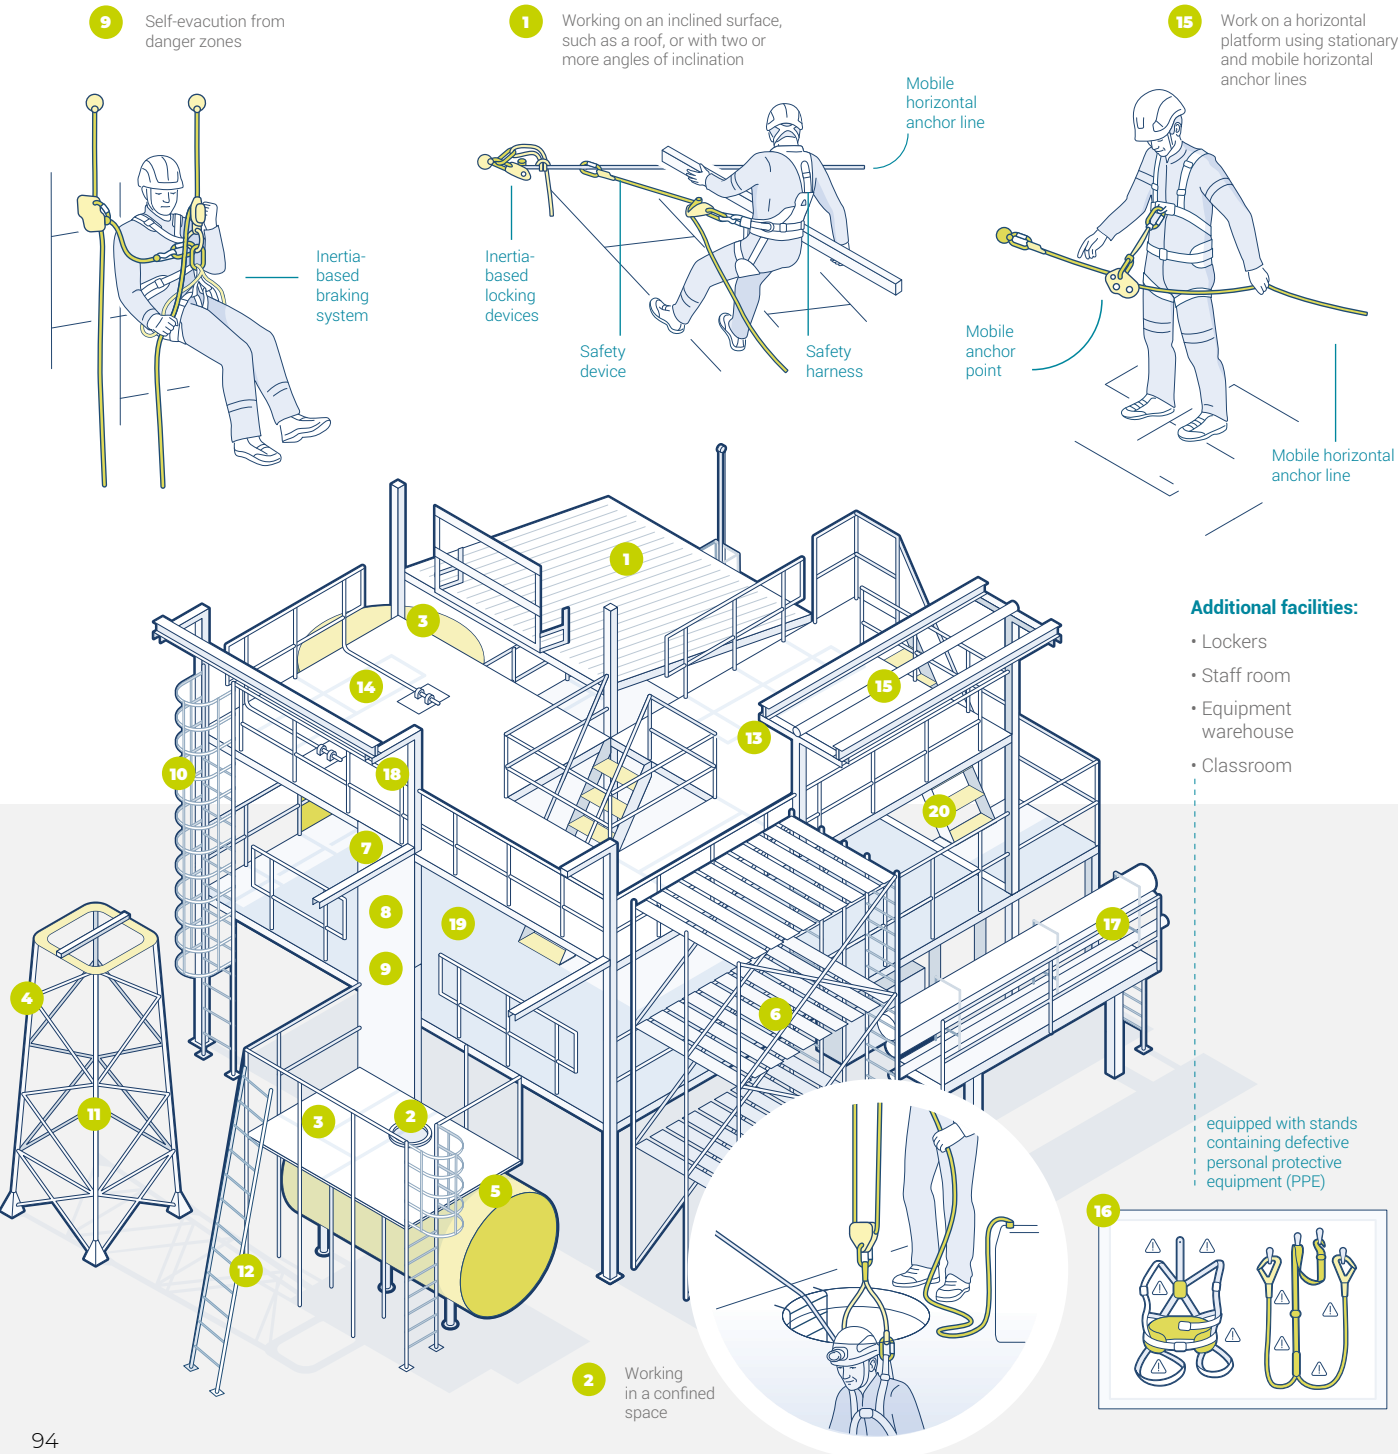 9
Self-evacution from
danger zones
1
Working on an inclined surface,
such as a roof, or with two or
more angles of inclination
15
Work on a horizontal
platform using stationary
and mobile horizontal
anchor lines
Mobile
horizontal
anchor line
Inertia-
based
braking
system
Inertia-
based
locking
devices
Safety
device
Safety
harness
Mobile
anchor
point
Mobile horizontal
anchor line
1
3
14
15
13
10
18
20
7
8
19
17
9
4
6
11
3
2
5
12
Additional facilities:
• Lockers
• Staff room
• Equipment
warehouse
• Classroom
equipped with stands
containing defective
personal protective
equipment (PPE)
16
2
Working
in a confined
space
94